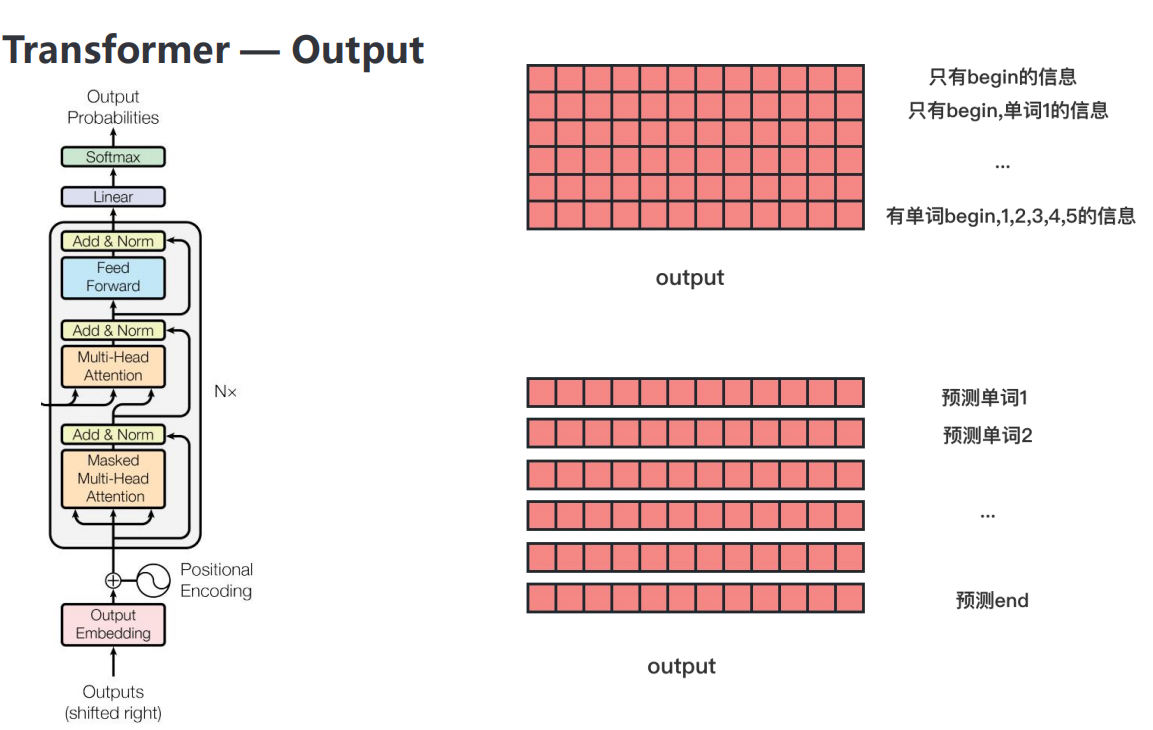 Transformer — Output
Output
Probabilities
Softmax
Linear
Add & Norm
Feed
Forward
Add & Norm
Multi-Head
Attention
N×
Add & Norm
Masked
Multi-Head
Attention
Positional
Encoding
Output
Embedding
Outputs
(shifted right)
只有begin的信息
只有begin,单词1的信息
...
有单词begin,1,2,3,4,5的信息
output
预测单词1
预测单词2
...
预测end
output